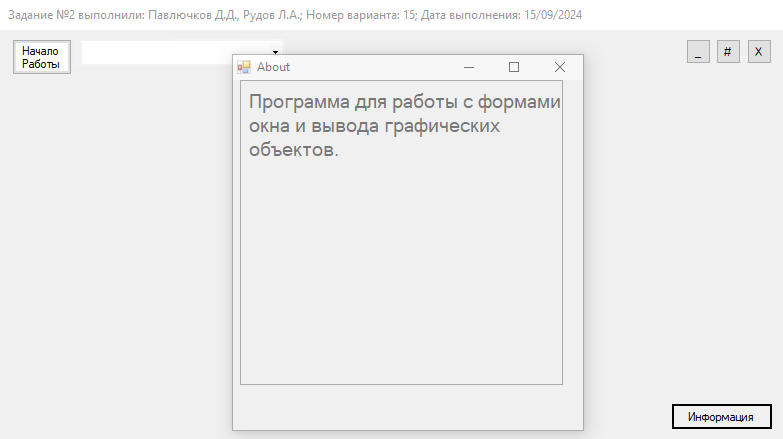 Задание №2 выполнили: Павлючков Д.Д., Рудов Л.А.; Номер варианта: 15; Дата выполнения: 15/09/2024
Начало
Работы
_ # X
About
Программа для работы с формами
окна и вывода графических
объектов.
Информация